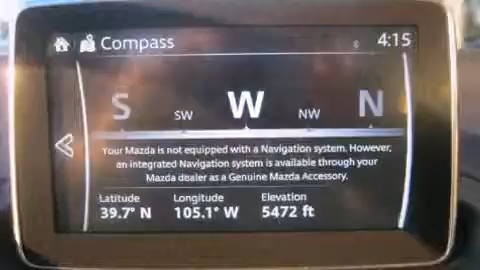 Compass 4:15
S SW W NW N
Your Mazda is not equipped with a Navigation system. However,
an integrated Navigation system is available through your
Mazda dealer as a Genuine Mazda Accessory.
Latitude Longitude Elevation
39.7° N 105.1° W 5472 ft